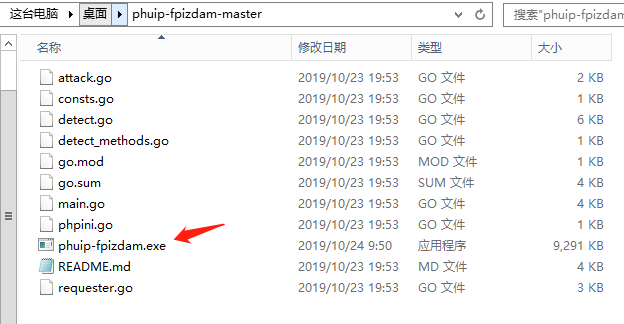 这台电脑 桌面 phuip-fpizdam-master 搜索"phuip-fpizdam
名称 修改日期 类型 大小
attack.go 2019/10/23 19:53 GO 文件 2 KB
consts.go 2019/10/23 19:53 GO 文件 1 KB
detect.go 2019/10/23 19:53 GO 文件 6 KB
detect_methods.go 2019/10/23 19:53 GO 文件 1 KB
go.mod 2019/10/23 19:53 MOD 文件 1 KB
go.sum 2019/10/23 19:53 SUM 文件 4 KB
main.go 2019/10/23 19:53 GO 文件 4 KB
phpini.go 2019/10/23 19:53 GO 文件 1 KB
phuip-fpizdam.exe 2019/10/24 9:50 应用程序 9,291 KB
README.md 2019/10/23 19:53 MD 文件 4 KB
requester.go 2019/10/23 19:53 GO 文件 3 KB